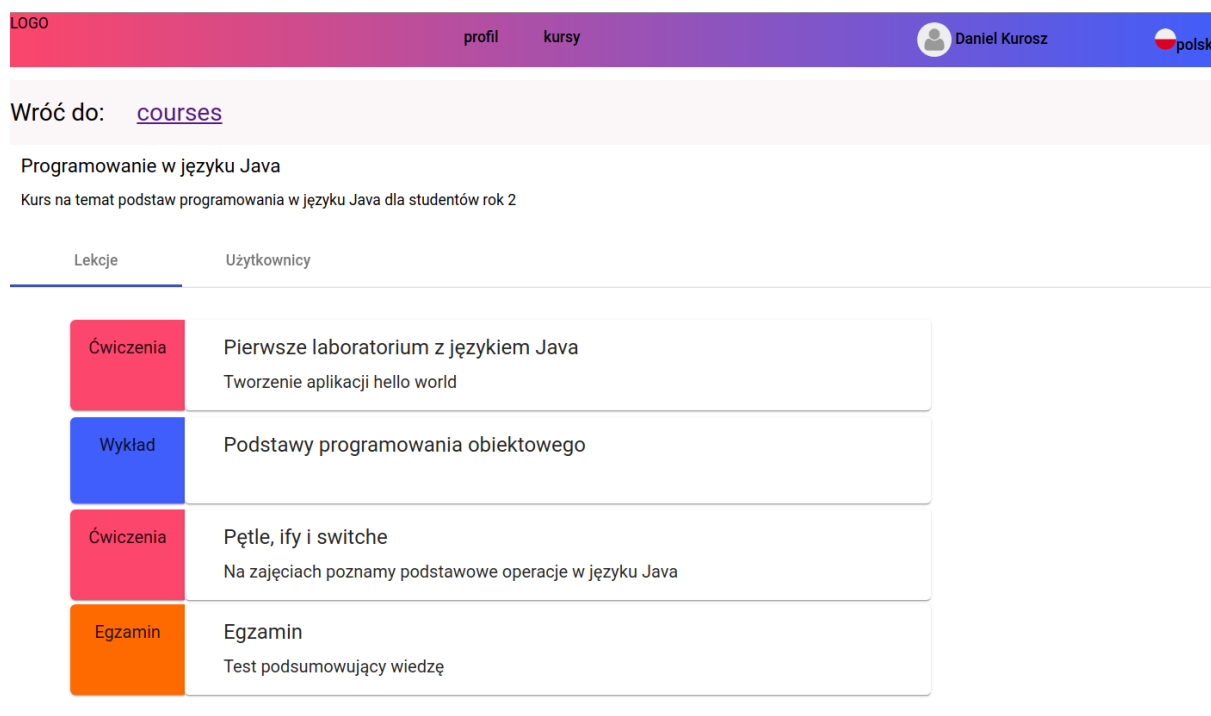 LOGO
profil kursy Daniel Kurosz polsk
Wróć do: courses
Programowanie w języku Java
Kurs na temat podstaw programowania w języku Java dla studentów rok 2
Lekcje Użytkownicy
Ćwiczenia Pierwsze laboratorium z językiem Java
Tworzenie aplikacji hello world
Wykład Podstawy programowania obiektowego
Ćwiczenia Pętle, ify i switche
Na zajęciach poznamy podstawowe operacje w języku Java
Egzamin Egzamin
Test podsumowujący wiedzę